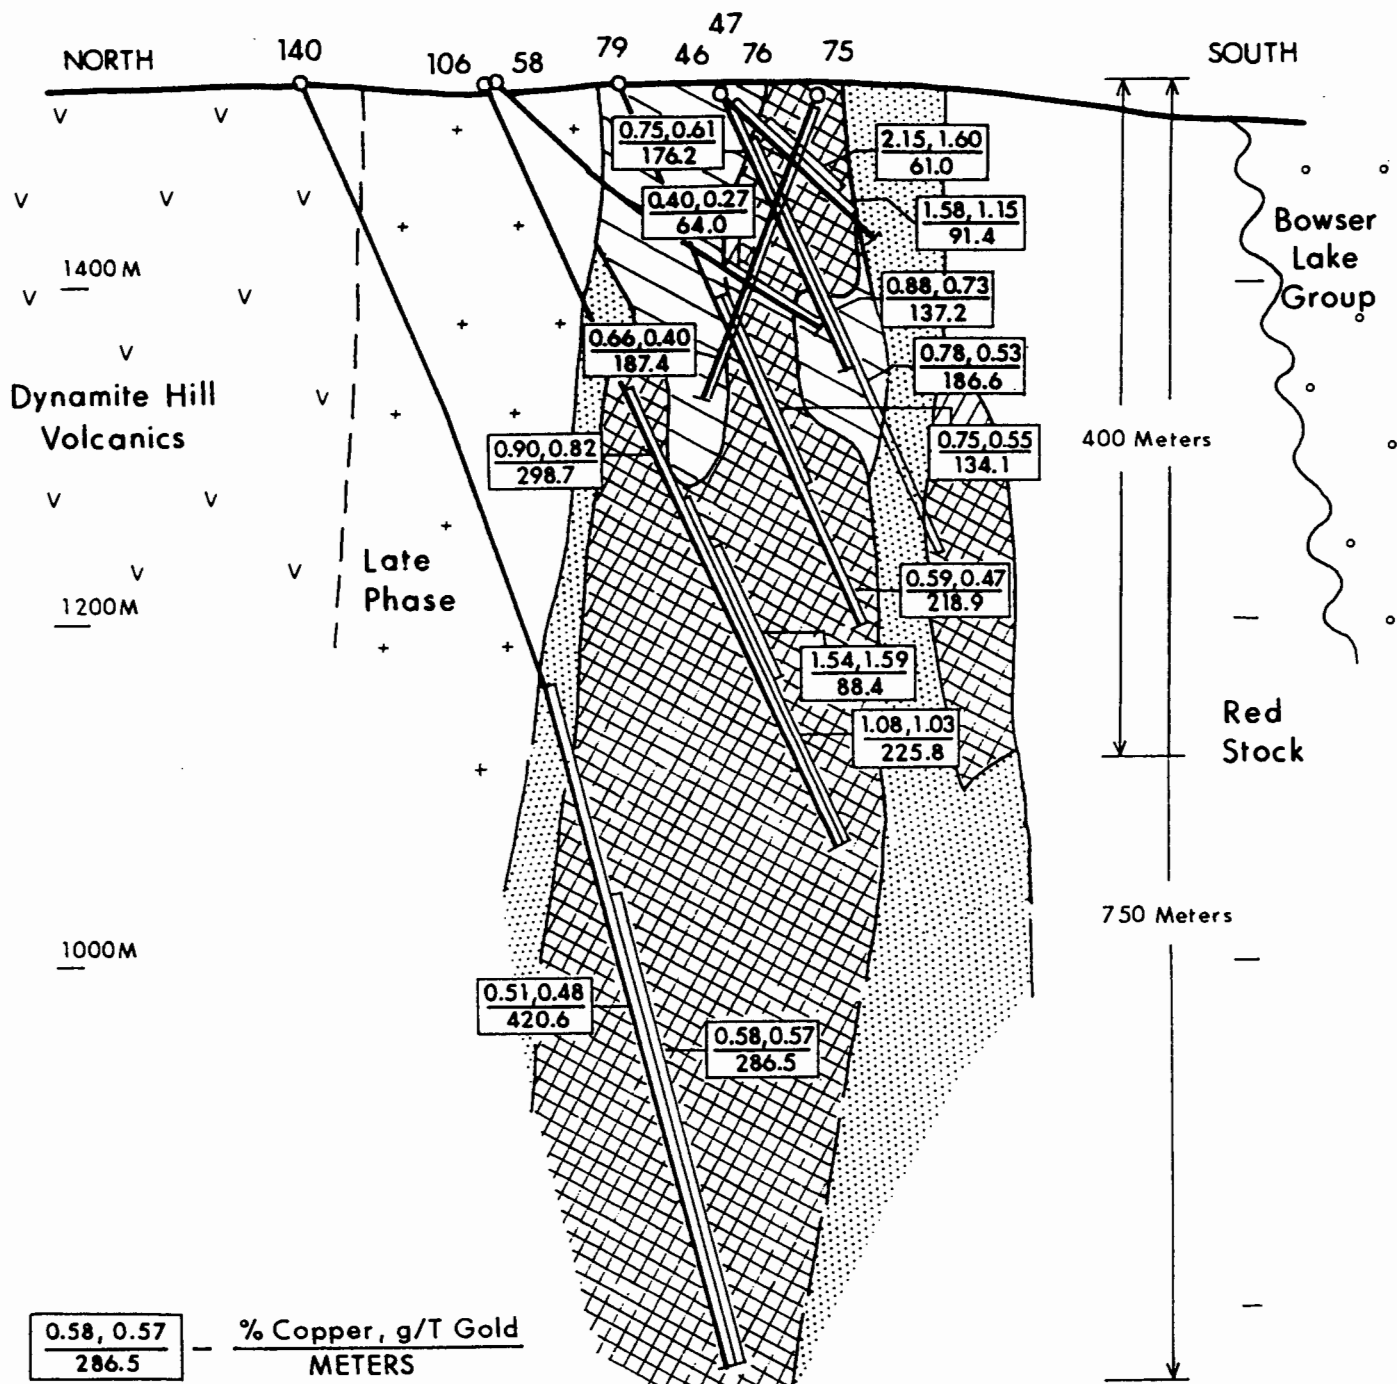 47
NORTH 140 106 58 79 46 76 75 SOUTH
0.75, 0.61
176.2
2.15, 1.60
61.0
0.40, 0.27
64.0
1.58, 1.15
91.4
Bowser
Lake
Group
1400 M
0.88, 0.73
137.2
0.66, 0.40
187.4
0.78, 0.53
186.6
Dynamite Hill
Volcanics
0.90, 0.82
298.7
0.75, 0.55
134.1
400 Meters
Late
Phase
0.59, 0.47
218.9
1200 M
1.54, 1.59
88.4
1.08, 1.03
225.8
Red
Stock
750 Meters
1000 M
0.51, 0.48
420.6
0.58, 0.57
286.5
0.58, 0.57
286.5
– % Copper, g/T Gold
METERS